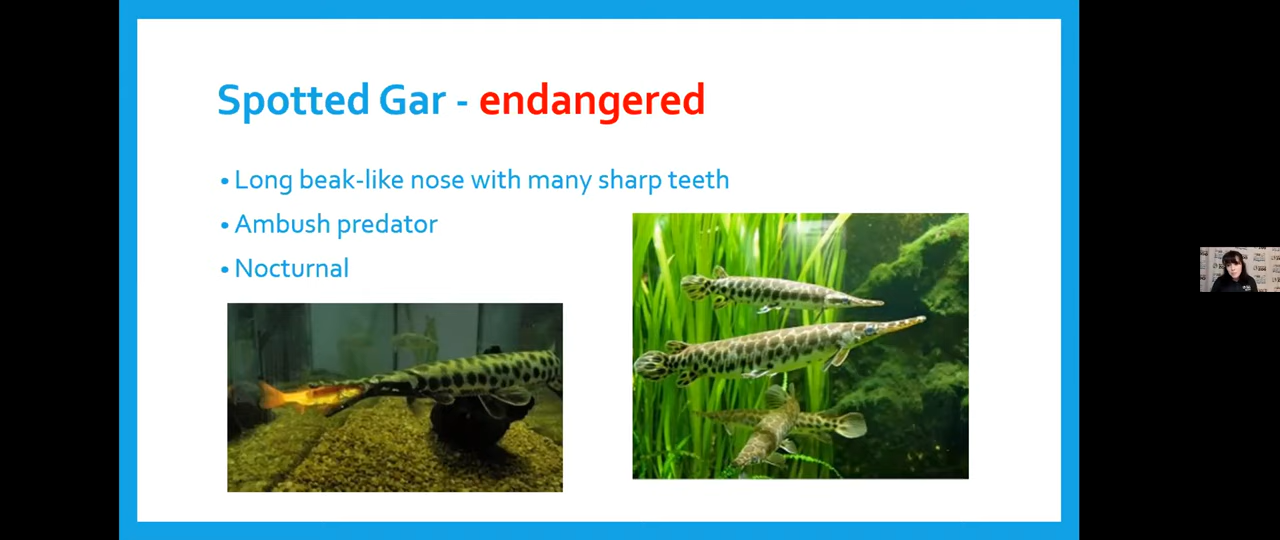 Spotted Gar - endangered
• Long beak-like nose with many sharp teeth
• Ambush predator
• Nocturnal